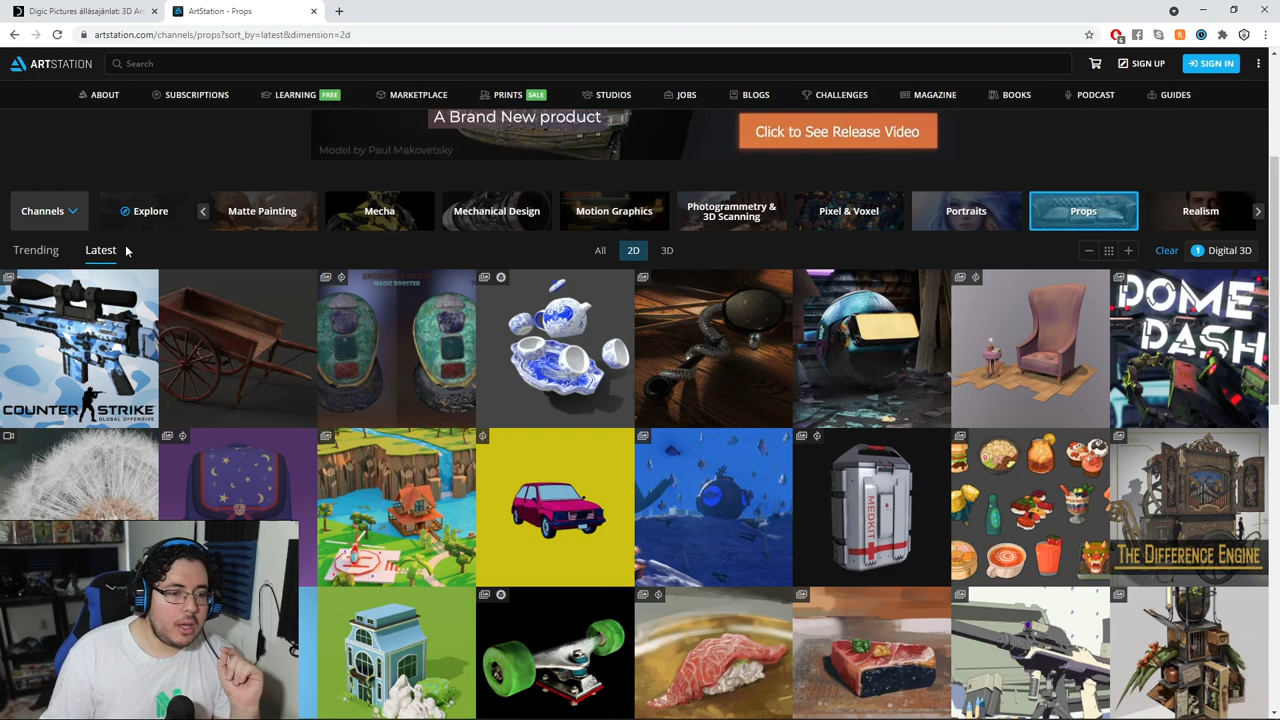 Digic Pictures állásajánlat: 3D An
ArtStation - Props
artstation.com/channels/props?sort_by=latest&dimension=2d
6
ARTSTATION
Search
SIGN UP
SIGN IN
ABOUT
SUBSCRIPTIONS
LEARNING FREE
MARKETPLACE
PRINTS SALE
STUDIOS
JOBS
BLOGS
CHALLENGES
MAGAZINE
BOOKS
PODCAST
GUIDES
A Brand New product
Click to See Release Video
Model by Paul Makovetsky
Channels
Explore
Matte Painting
Mecha
Mechanical Design
Motion Graphics
Photogrammetry &
3D Scanning
Pixel & Voxel
Portraits
Props
Realism
Trending
Latest
All
2D
3D
Clear
1 Digital 3D
COUNTER STRIKE
GLOBAL OFFENSIVE
MAGIC BOOSTER
DOME
DASH
MEDKIT
THE DIFFERENCE ENGINE